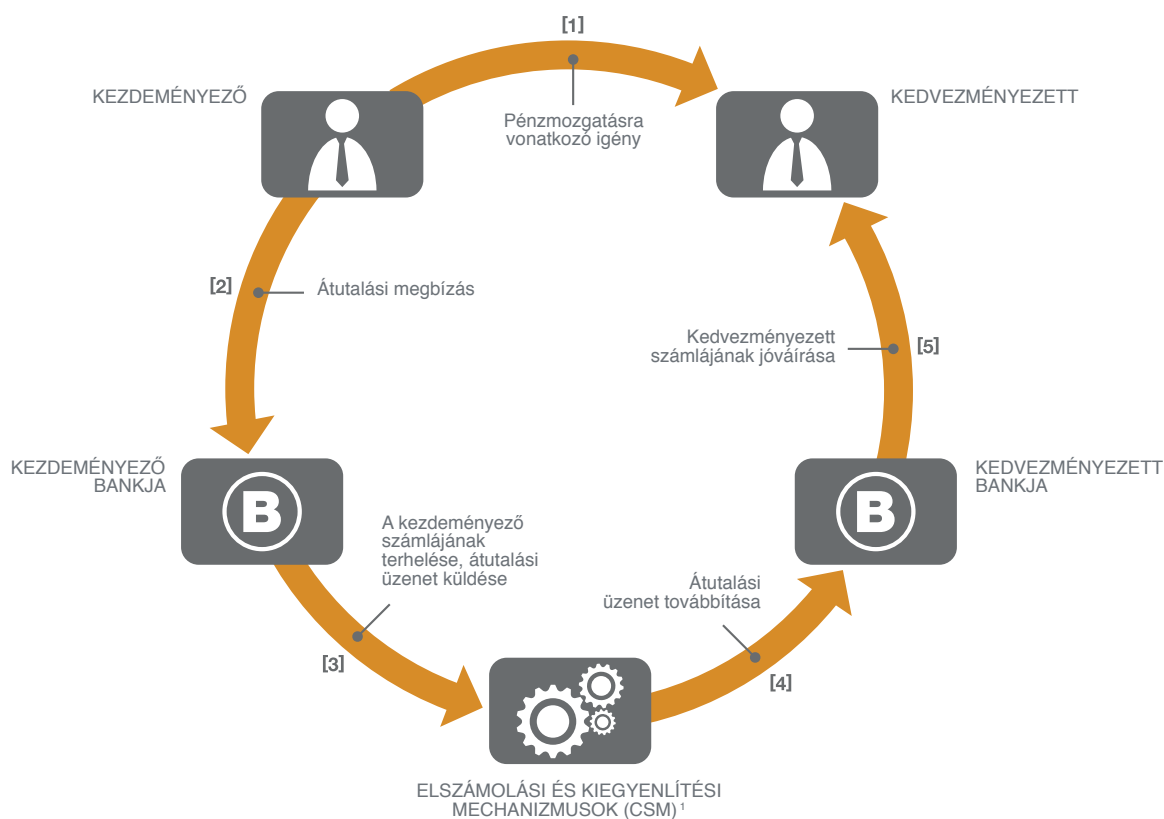 [1]
KEZDEMÉNYEZŐ
KEDVEZMÉNYEZETT
Pénzmozgatásra
vonatkozó igény
[2]
Átutalási megbízás
Kedvezményezett
számlájának jóváírása
[5]
KEZDEMÉNYEZŐ
BANKJA
B
B
KEDVEZMÉNYEZETT
BANKJA
A kezdeményező
számlájának
terhelése, átutalási
üzenet küldése
Átutalási
üzenet továbbítása
[3]
[4]
ELSZÁMOLÁSI ÉS KIEGYENLÍTÉSI
MECHANIZMUSOK (CSM) ¹